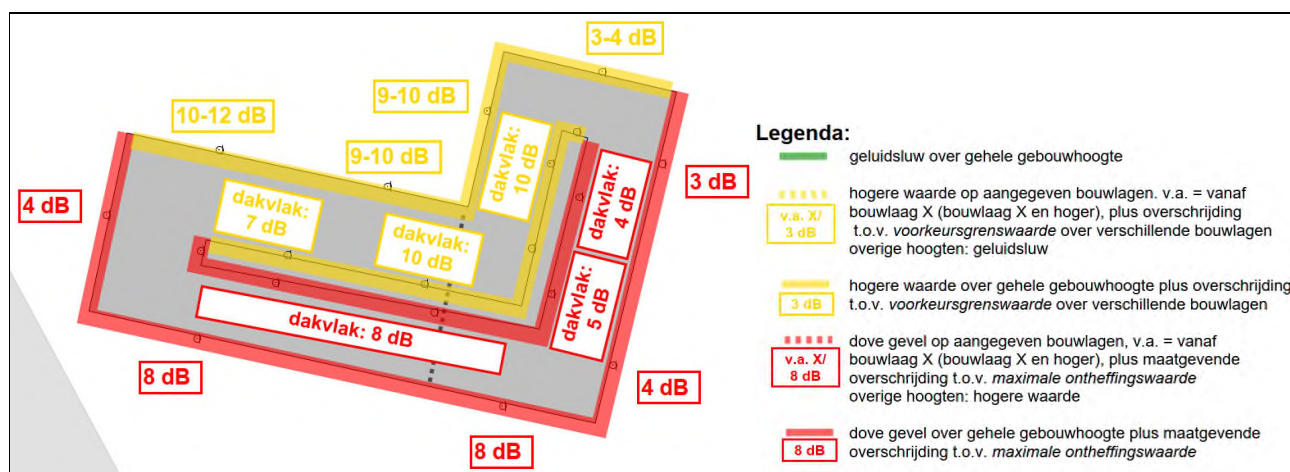 3-4 dB
9-10 dB
10-12 dB
9-10 dB
dakvlak:
10 dB
dakvlak:
4 dB
3 dB
4 dB
dakvlak:
7 dB
dakvlak:
10 dB
dakvlak:
5 dB
dakvlak: 8 dB
8 dB
4 dB
8 dB
Legenda:
geluidsluw over gehele gebouwhoogte
hogere waarde op aangegeven bouwlagen. v.a. = vanaf
v.a. X/
3 dB
bouwlaag X (bouwlaag X en hoger), plus overschrijding
t.o.v. voorkeursgrenswaarde over verschillende bouwlagen
overige hoogten: geluidsluw
hogere waarde over gehele gebouwhoogte plus overschrijding
3 dB
t.o.v. voorkeursgrenswaarde over verschillende bouwlagen
dove gevel op aangegeven bouwlagen, v.a. = vanaf
v.a. X/
8 dB
bouwlaag X (bouwlaag X en hoger), plus maatgevende
overschrijding t.o.v. maximale ontheffingswaarde
overige hoogten: hogere waarde
dove gevel over gehele gebouwhoogte plus maatgevende
8 dB
overschrijding t.o.v. maximale ontheffingswaarde